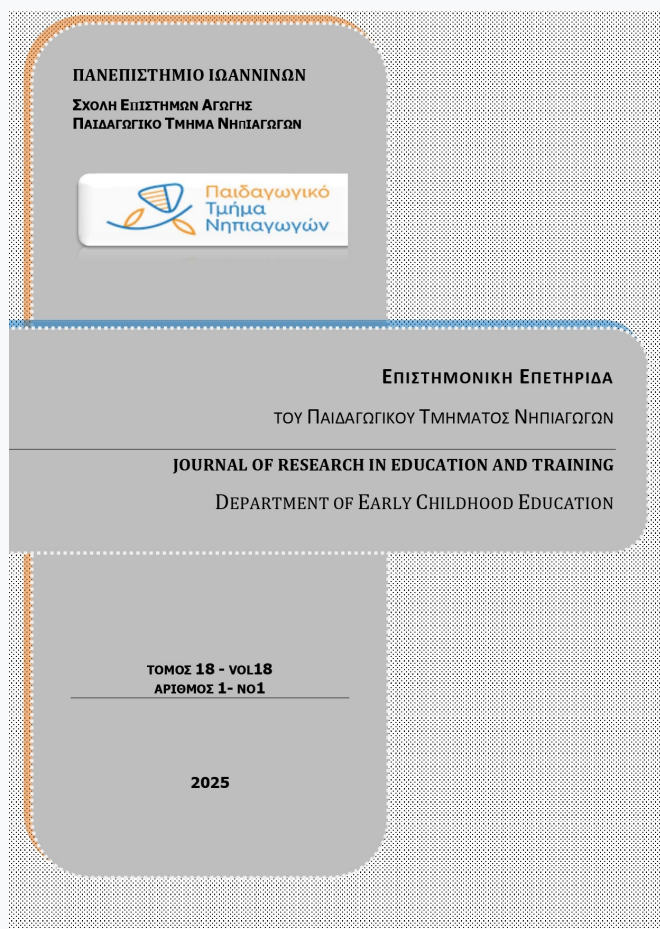 ΠΑΝΕΠΙΣΤΗΜΙΟ ΙΩΑΝΝΙΝΩΝ
ΣΧΟΛΗ ΕΠΙΣΤΗΜΩΝ ΑΓΩΓΗΣ
ΠΑΙΔΑΓΩΓΙΚΟ ΤΜΗΜΑ ΝΗΠΙΑΓΩΓΩΝ
Παιδαγωγικό
Τμήμα
Νηπιαγωγών
ΕΠΙΣΤΗΜΟΝΙΚΗ ΕΠΕΤΗΡΙΔΑ
ΤΟΥ ΠΑΙΔΑΓΩΓΙΚΟΥ ΤΜΗΜΑΤΟΣ ΝΗΠΙΑΓΩΓΩΝ
JOURNAL OF RESEARCH IN EDUCATION AND TRAINING
DEPARTMENT OF EARLY CHILDHOOD EDUCATION
ΤΟΜΟΣ 18 - VOL18
ΑΡΙΘΜΟΣ 1- NO1
2025